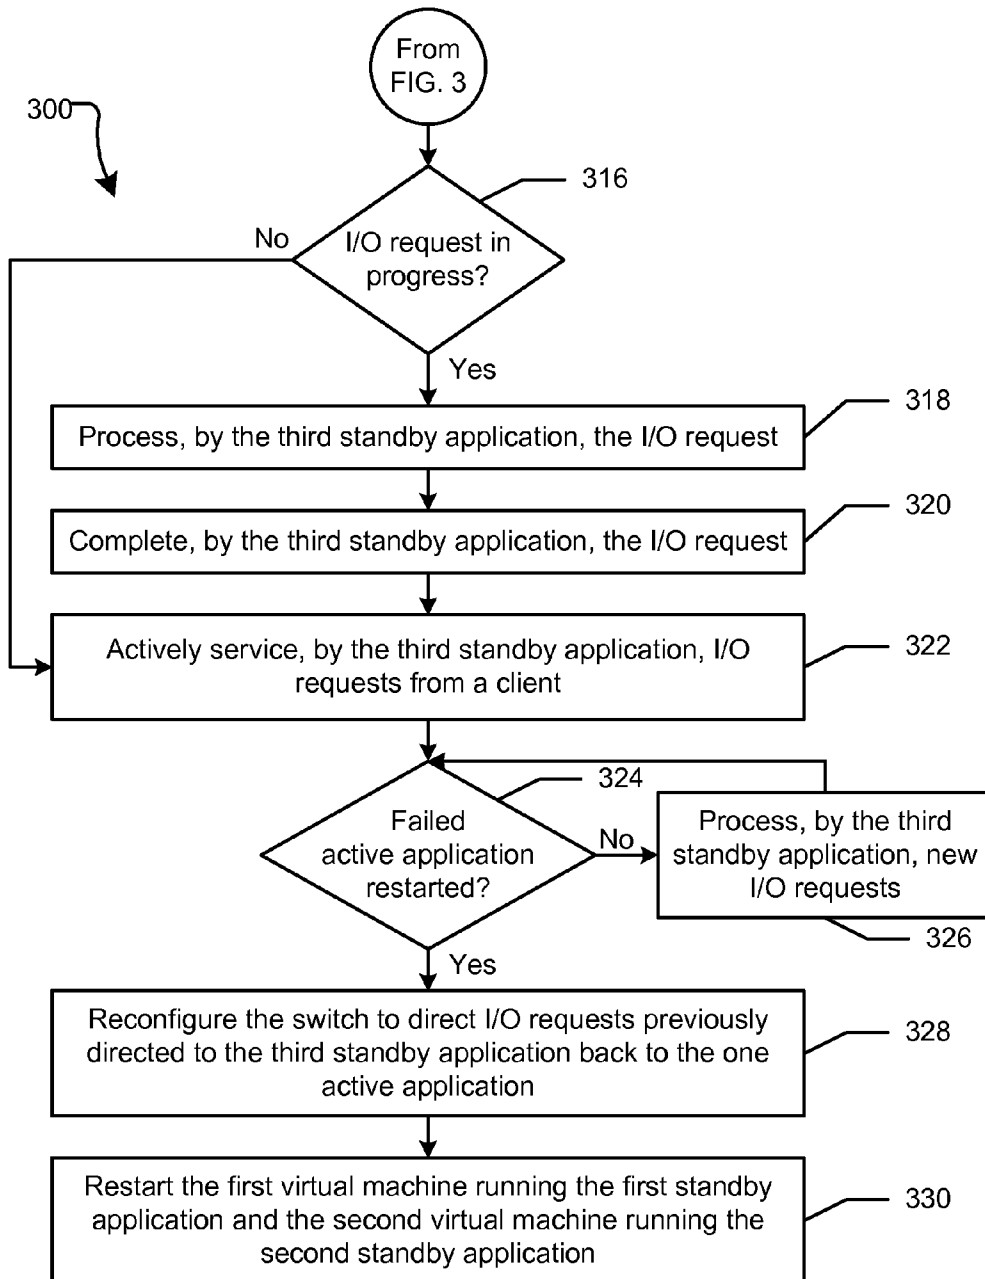 From
FIG. 3
300
316
No
I/O request in
progress?
Yes
318
Process, by the third standby application, the I/O request
320
Complete, by the third standby application, the I/O request
Actively service, by the third standby application, I/O
requests from a client
322
324
Failed
active application
restarted?
No
Process, by the third
standby application, new
I/O requests
326
Yes
Reconfigure the switch to direct I/O requests previously
directed to the third standby application back to the one
active application
328
Restart the first virtual machine running the first standby
application and the second virtual machine running the
second standby application
330